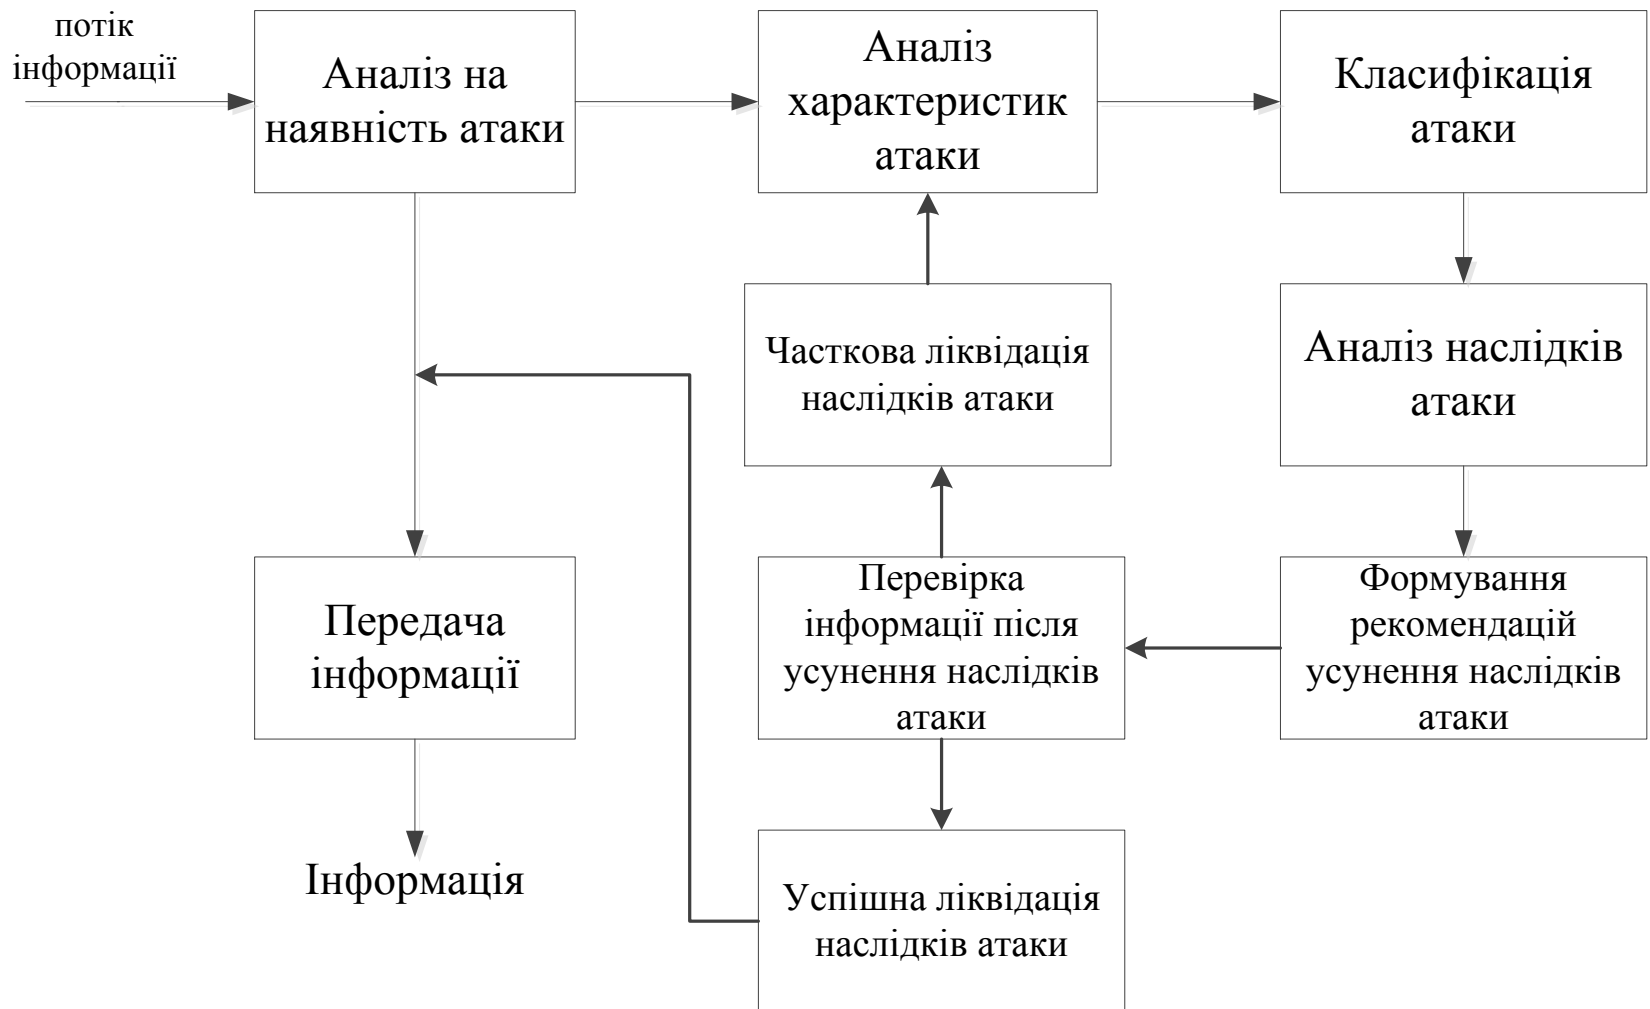 потік
інформації
Аналіз на
наявність атаки
Аналіз
характеристик
атаки
Класифікація
атаки
Часткова ліквідація
наслідків атаки
Аналіз наслідків
атаки
Передача
інформації
Перевірка
інформації після
усунення наслідків
атаки
Формування
рекомендацій
усунення наслідків
атаки
Інформація
Успішна ліквідація
наслідків атаки